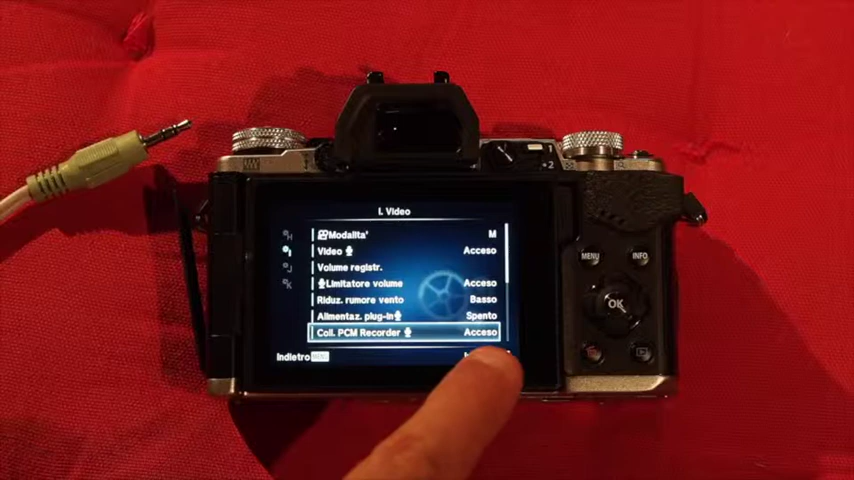 I. Video
Modalita' M
Video Acceso
Volume registr.
Limitatore volume Acceso
Riduz. rumore vento Basso
Alimentaz. plug-in Spento
Coll. PCM Recorder Acceso
Indietro MENU
MENU
INFO
OK